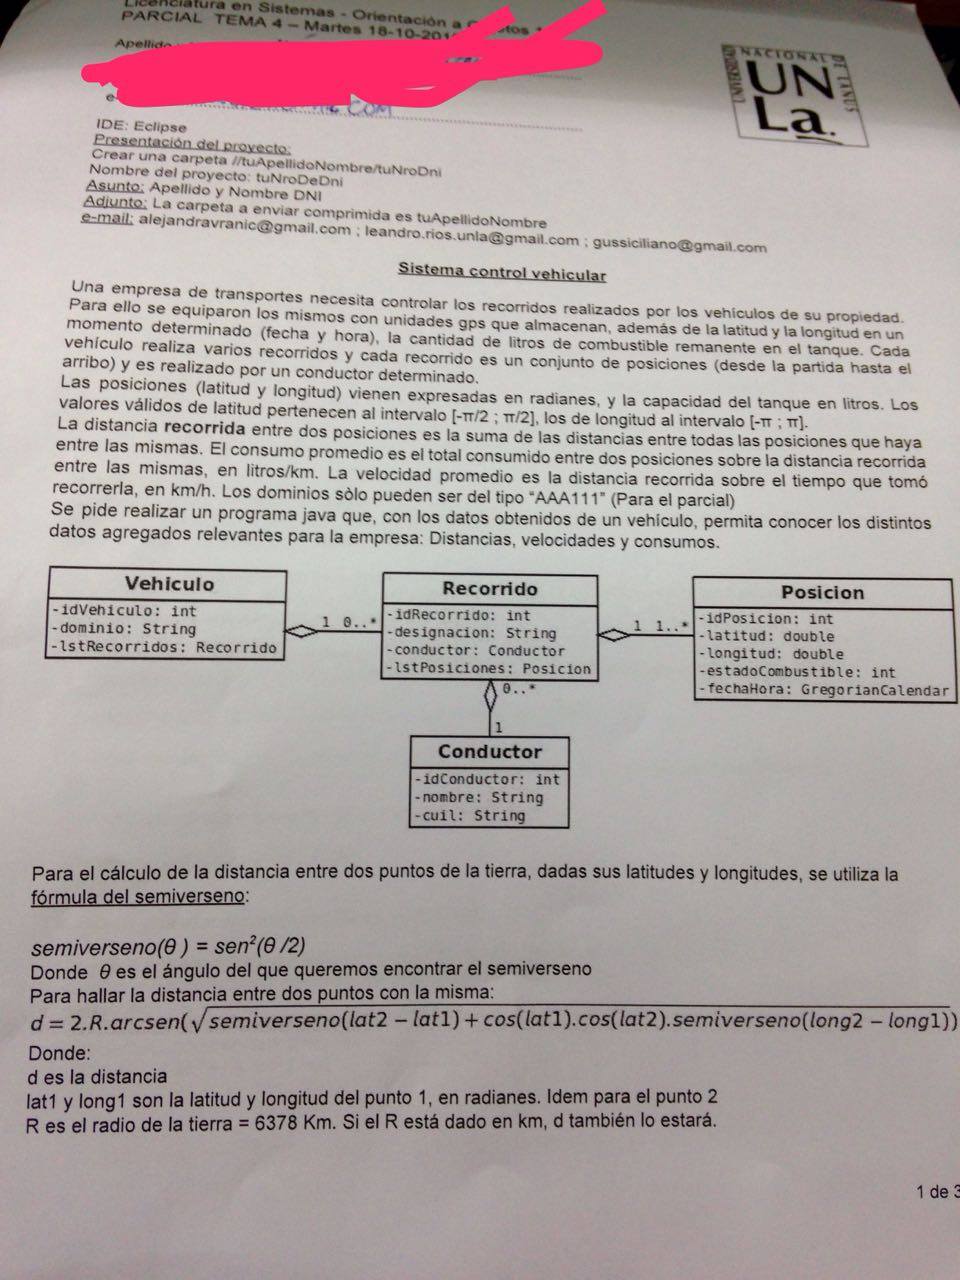 Licenciatura en Sistemas - Orientación a
PARCIAL TEMA 4 – Martes 18-10-201
Apellido
COM
UNIVERSIDAD NACIONAL DE LANUS
UN
La.
IDE: Eclipse
Presentación del proyecto:
Crear una carpeta //tuApellidoNombre/tuNroDni
Nombre del proyecto: tuNroDeDni
Asunto: Apellido y Nombre DNI
Adjunto: La carpeta a enviar comprimida es tuApellidoNombre
e-mail: alejandravranic@gmail.com ; leandro.rios.unla@gmail.com ; gussiciliano@gmail.com
Sistema control vehicular
Una empresa de transportes necesita controlar los recorridos realizados por los vehículos de su propiedad.
Para ello se equiparon los mismos con unidades gps que almacenan, además de la latitud y la longitud en un
momento determinado (fecha y hora), la cantidad de litros de combustible remanente en el tanque. Cada
vehículo realiza varios recorridos y cada recorrido es un conjunto de posiciones (desde la partida hasta el
arribo) y es realizado por un conductor determinado.
Las posiciones (latitud y longitud) vienen expresadas en radianes, y la capacidad del tanque en litros. Los
valores válidos de latitud pertenecen al intervalo [-π/2 ; π/2], los de longitud al intervalo [-π ; π].
La distancia recorrida entre dos posiciones es la suma de las distancias entre todas las posiciones que haya
entre las mismas. El consumo promedio es el total consumido entre dos posiciones sobre la distancia recorrida
entre las mismas, en litros/km. La velocidad promedio es la distancia recorrida sobre el tiempo que tomó
recorrerla, en km/h. Los dominios sòlo pueden ser del tipo “AAA111” (Para el parcial)
Se pide realizar un programa java que, con los datos obtenidos de un vehículo, permita conocer los distintos
datos agregados relevantes para la empresa: Distancias, velocidades y consumos.
Vehiculo
-idVehiculo: int
-dominio: String
-lstRecorridos: Recorrido
1 0..*
Recorrido
-idRecorrido: int
-designacion: String
-conductor: Conductor
-lstPosiciones: Posicion
1 1..*
Posicion
-idPosicion: int
-latitud: double
-longitud: double
-estadoCombustible: int
-fechaHora: GregorianCalendar
0..*
1
Conductor
-idConductor: int
-nombre: String
-cuil: String
Para el cálculo de la distancia entre dos puntos de la tierra, dadas sus latitudes y longitudes, se utiliza la
fórmula del semiverseno:
semiverseno(θ ) = sen²(θ /2)
Donde θ es el ángulo del que queremos encontrar el semiverseno
Para hallar la distancia entre dos puntos con la misma:
d = 2.R.arcsen(√semiverseno(lat2 − lat1) + cos(lat1).cos(lat2).semiverseno(long2 − long1))
Donde:
d es la distancia
lat1 y long1 son la latitud y longitud del punto 1, en radianes. Idem para el punto 2
R es el radio de la tierra = 6378 Km. Si el R está dado en km, d también lo estará.
1 de 3